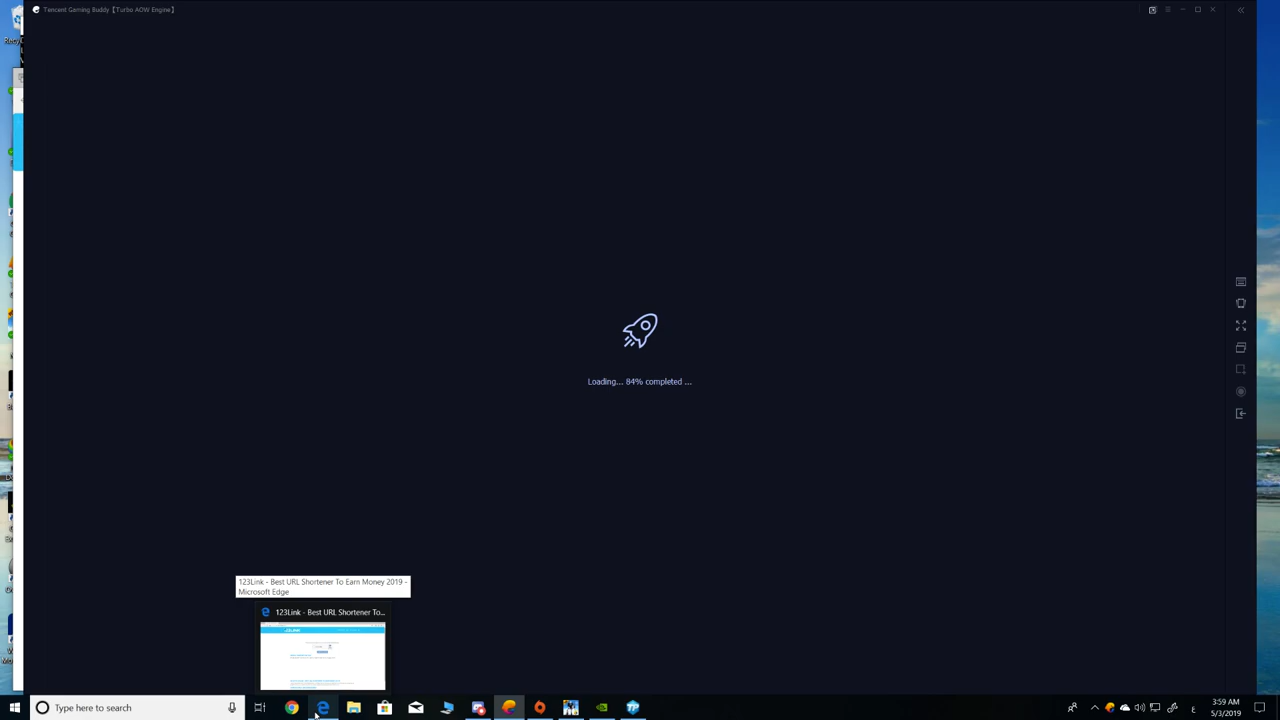 Tencent Gaming Buddy【Turbo AOW Engine】
Loading... 84% completed ...
123Link - Best URL Shortener To Earn Money 2019 -
Microsoft Edge
123Link - Best URL Shortener To...
Type here to search
3:59 AM
5/3/2019